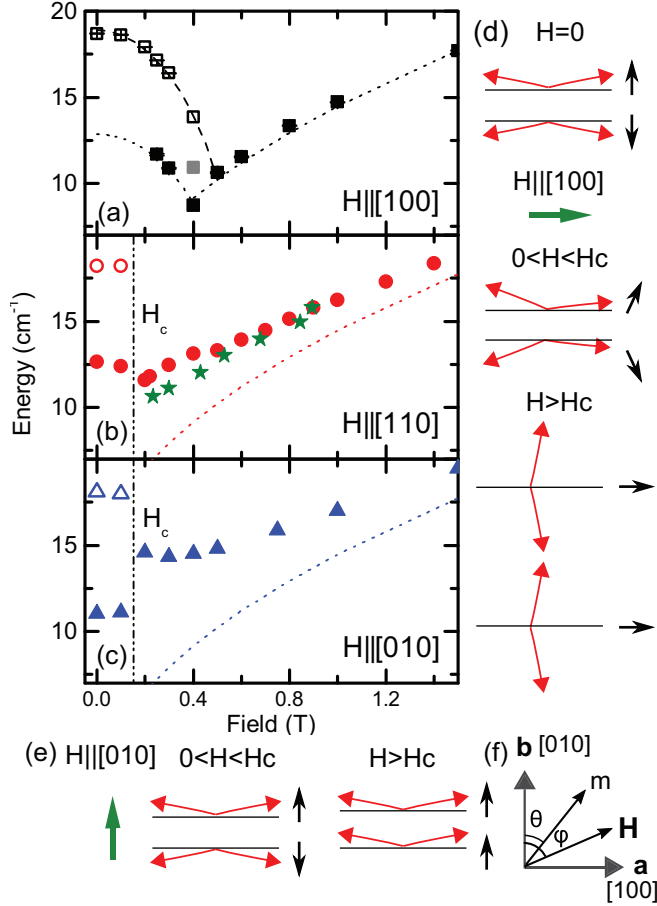 20
15
10
(a)
H||[100]
Energy (cm⁻¹)
15
10
H_c
(b)
H||[110]
15
10
H_c
(c)
H||[010]
0.0 0.4 0.8 1.2
Field (T)
(d)
H=0
H||[100]
0<H<Hc
H>Hc
(e) H||[010] 0<H<Hc H>Hc
(f)
b [010]
m
θ
φ
H
a
[100]